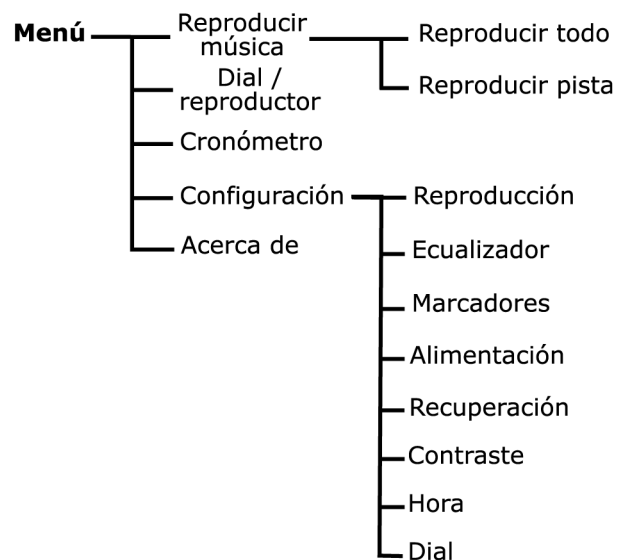 Menú
Reproducir
música
Reproducir todo
Reproducir pista
Dial /
reproductor
Cronómetro
Configuración
Reproducción
Ecualizador
Marcadores
Alimentación
Recuperación
Contraste
Hora
Dial
Acerca de